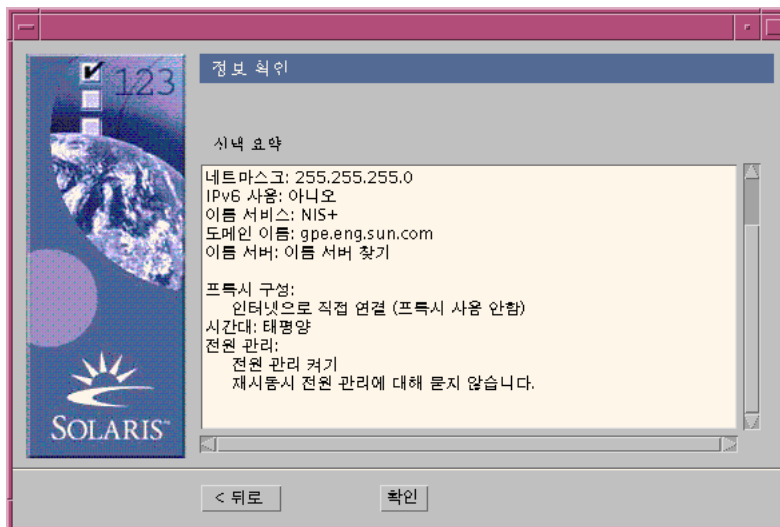 123
정보 확인
선택 요약
네트마스크: 255.255.255.0
IPv6 사용: 아니오
이름 서비스: NIS+
도메인 이름: gpe.eng.sun.com
이름 서버: 이름 서버 찾기
프록시 구성:
인터넷으로 직접 연결 (프록시 사용 안함)
시간대: 태평양
전원 관리:
전원 관리 켜기
재시동시 전원 관리에 대해 묻지 않습니다.
SOLARIS™
< 뒤로
확인